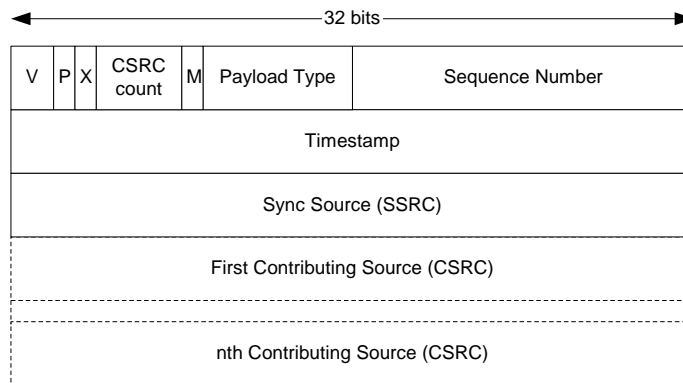 32 bits
V
P
X
CSRC
count
M
Payload Type
Sequence Number
Timestamp
Sync Source (SSRC)
First Contributing Source (CSRC)
nth Contributing Source (CSRC)